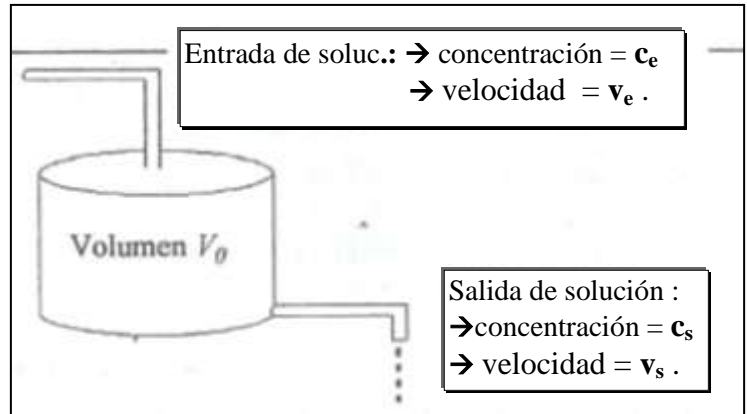 Entrada de soluc.: → concentración = cₑ
→ velocidad = vₑ .
Volumen V₀
Salida de solución :
→concentración = cₛ
→ velocidad = vₛ .